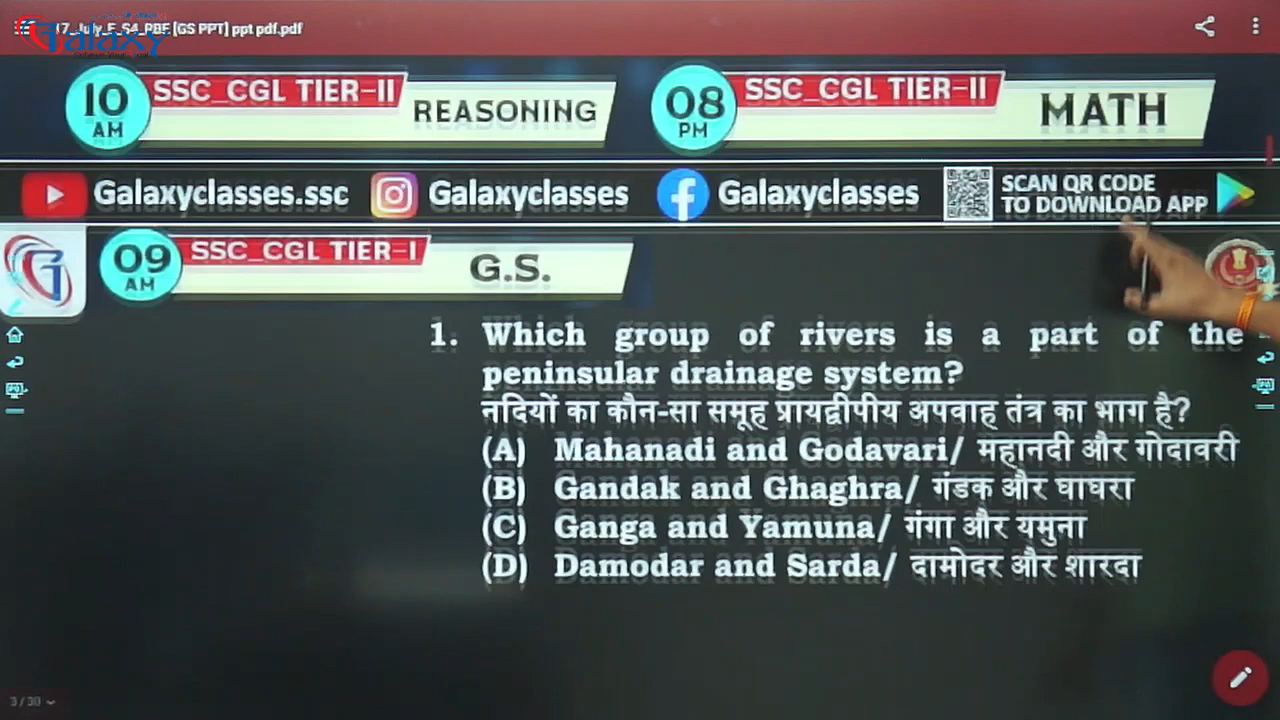 Galaxy
17_July_E_S4_PBE [GS PPT] ppt pdf.pdf
10 AM SSC_CGL TIER-II REASONING
08 PM SSC_CGL TIER-II MATH
Galaxyclasses.ssc Galaxyclasses Galaxyclasses SCAN QR CODE
TO DOWNLOAD APP
09 AM SSC_CGL TIER-I G.S.
1. Which group of rivers is a part of the
peninsular drainage system?
नदियों का कौन-सा समूह प्रायद्वीपीय अपवाह तंत्र का भाग है?
(A) Mahanadi and Godavari/ महानदी और गोदावरी
(B) Gandak and Ghaghra/ गंडक और घाघरा
(C) Ganga and Yamuna/ गंगा और यमुना
(D) Damodar and Sarda/ दामोदर और शारदा
3 / 30